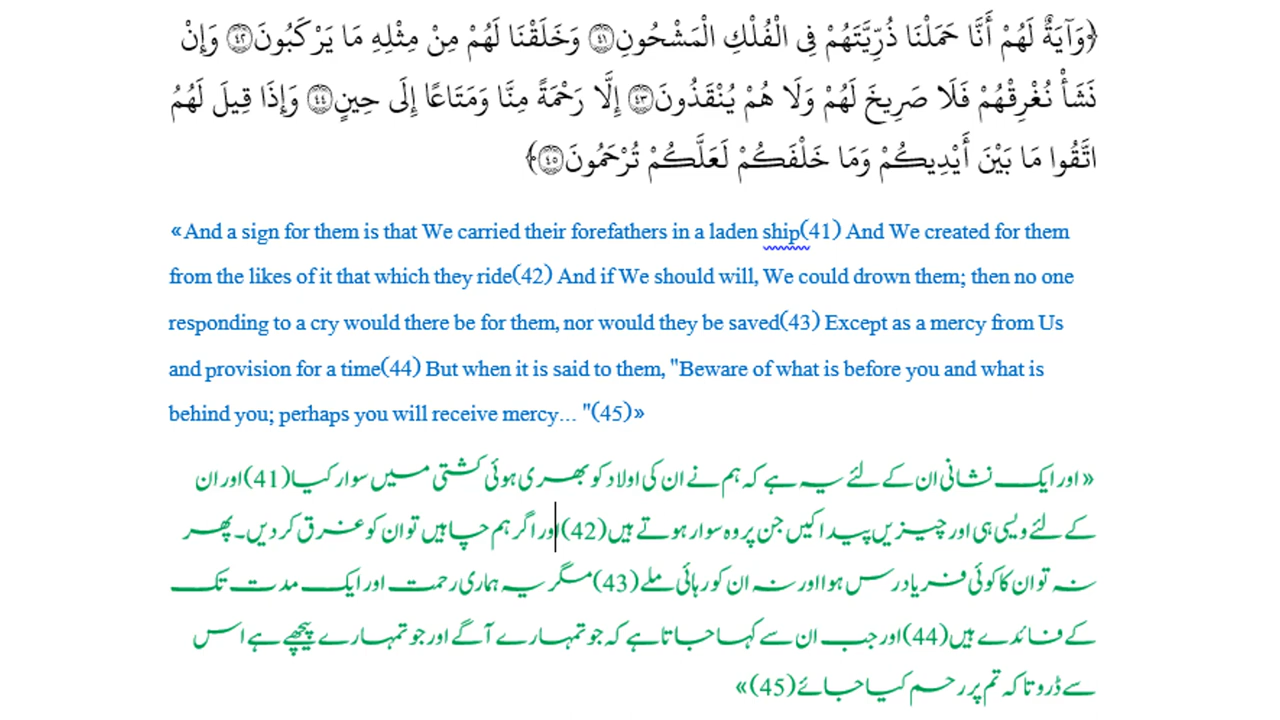 ﴿وَآيَةٌ لَهُمْ أَنَّا حَمَلْنَا ذُرِّيَّتَهُمْ فِي الْفُلْكِ الْمَشْحُونِ۝٤١ وَخَلَقْنَا لَهُمْ مِنْ مِثْلِهِ مَا يَرْكَبُونَ۝٤٢ وَإِنْ
نَشَأْ نُغْرِقْهُمْ فَلَا صَرِيخَ لَهُمْ وَلَا هُمْ يُنْقَذُونَ۝٤٣ إِلَّا رَحْمَةً مِنَّا وَمَتَاعًا إِلَى حِينٍ۝٤٤ وَإِذَا قِيلَ لَهُمُ
اتَّقُوا مَا بَيْنَ أَيْدِيكُمْ وَمَا خَلْفَكُمْ لَعَلَّكُمْ تُرْحَمُونَ۝٤٥﴾
«And a sign for them is that We carried their forefathers in a laden ship(41) And We created for them
from the likes of it that which they ride(42) And if We should will, We could drown them; then no one
responding to a cry would there be for them, nor would they be saved(43) Except as a mercy from Us
and provision for a time(44) But when it is said to them, "Beware of what is before you and what is
behind you; perhaps you will receive mercy... "(45)»
«اور ایک نشانی ان کے لئے یہ ہے کہ ہم نے ان کی اولاد کو بھری ہوئی کشتی میں سوار کیا(41)اور ان
کے لئے ویسی ہی اور چیزیں پیدا کیں جن پر وہ سوار ہوتے ہیں(42)اور اگر ہم چاہیں تو ان کو غرق کر دیں۔ پھر
نہ تو ان کا کوئی فریاد رس ہوا اور نہ ان کو رہائی ملے(43)مگر یہ ہماری رحمت اور ایک مدت تک
کے فائدے ہیں(44)اور جب ان سے کہا جاتا ہے کہ جو تمہارے آگے اور جو تمہارے پیچھے ہے اس
سے ڈرو تاکہ تم پر رحم کیا جائے(45)»